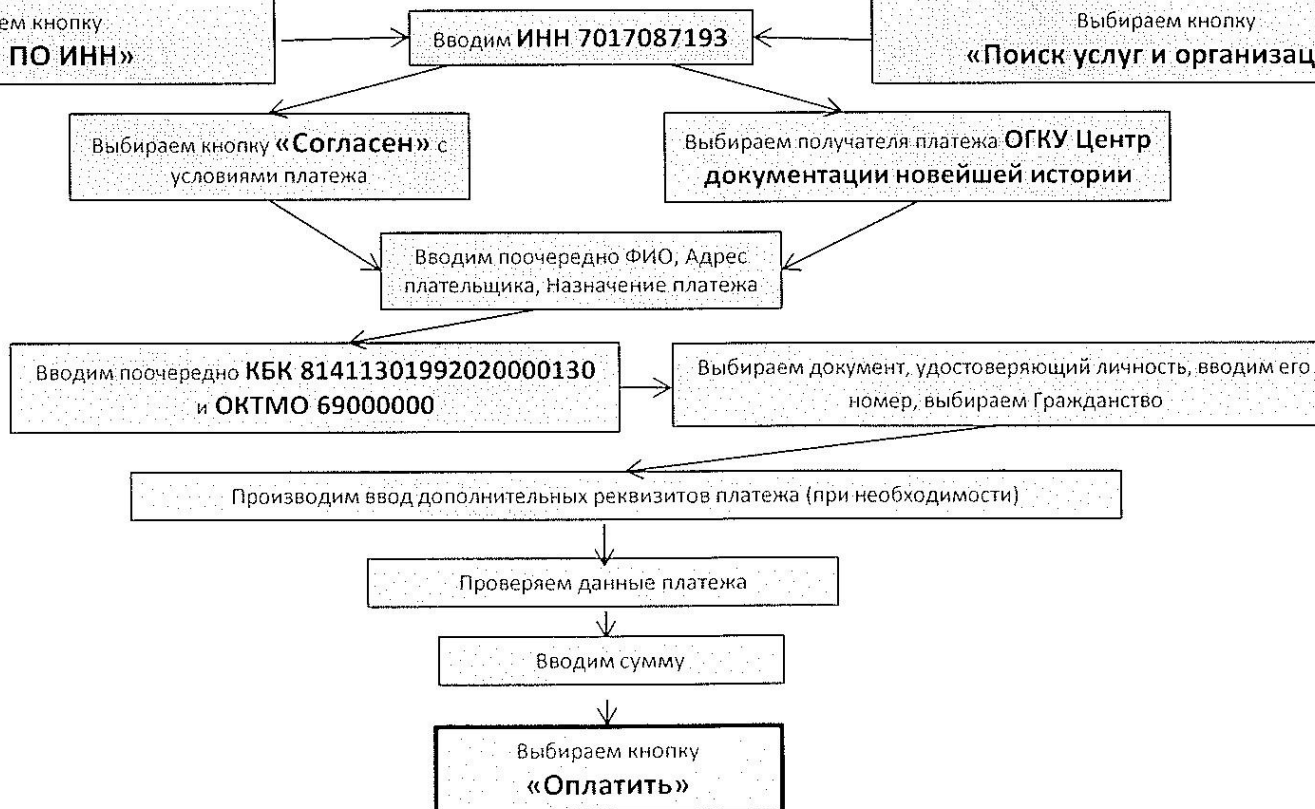 ем кнопку
ПО ИНН»
Вводим ИНН 7017087193
Выбираем кнопку
«Поиск услуг и организац
Выбираем кнопку «Согласен» с
условиями платежа
Выбираем получателя платежа ОГКУ Центр
документации новейшей истории
Вводим поочередно ФИО, Адрес
плательщика, Назначение платежа
Вводим поочередно КБК 81411301992020000130
и ОКТМО 69000000
Выбираем документ, удостоверяющий личность, вводим его
номер, выбираем Гражданство
Производим ввод дополнительных реквизитов платежа (при необходимости)
Проверяем данные платежа
Вводим сумму
Выбираем кнопку
«Оплатить»